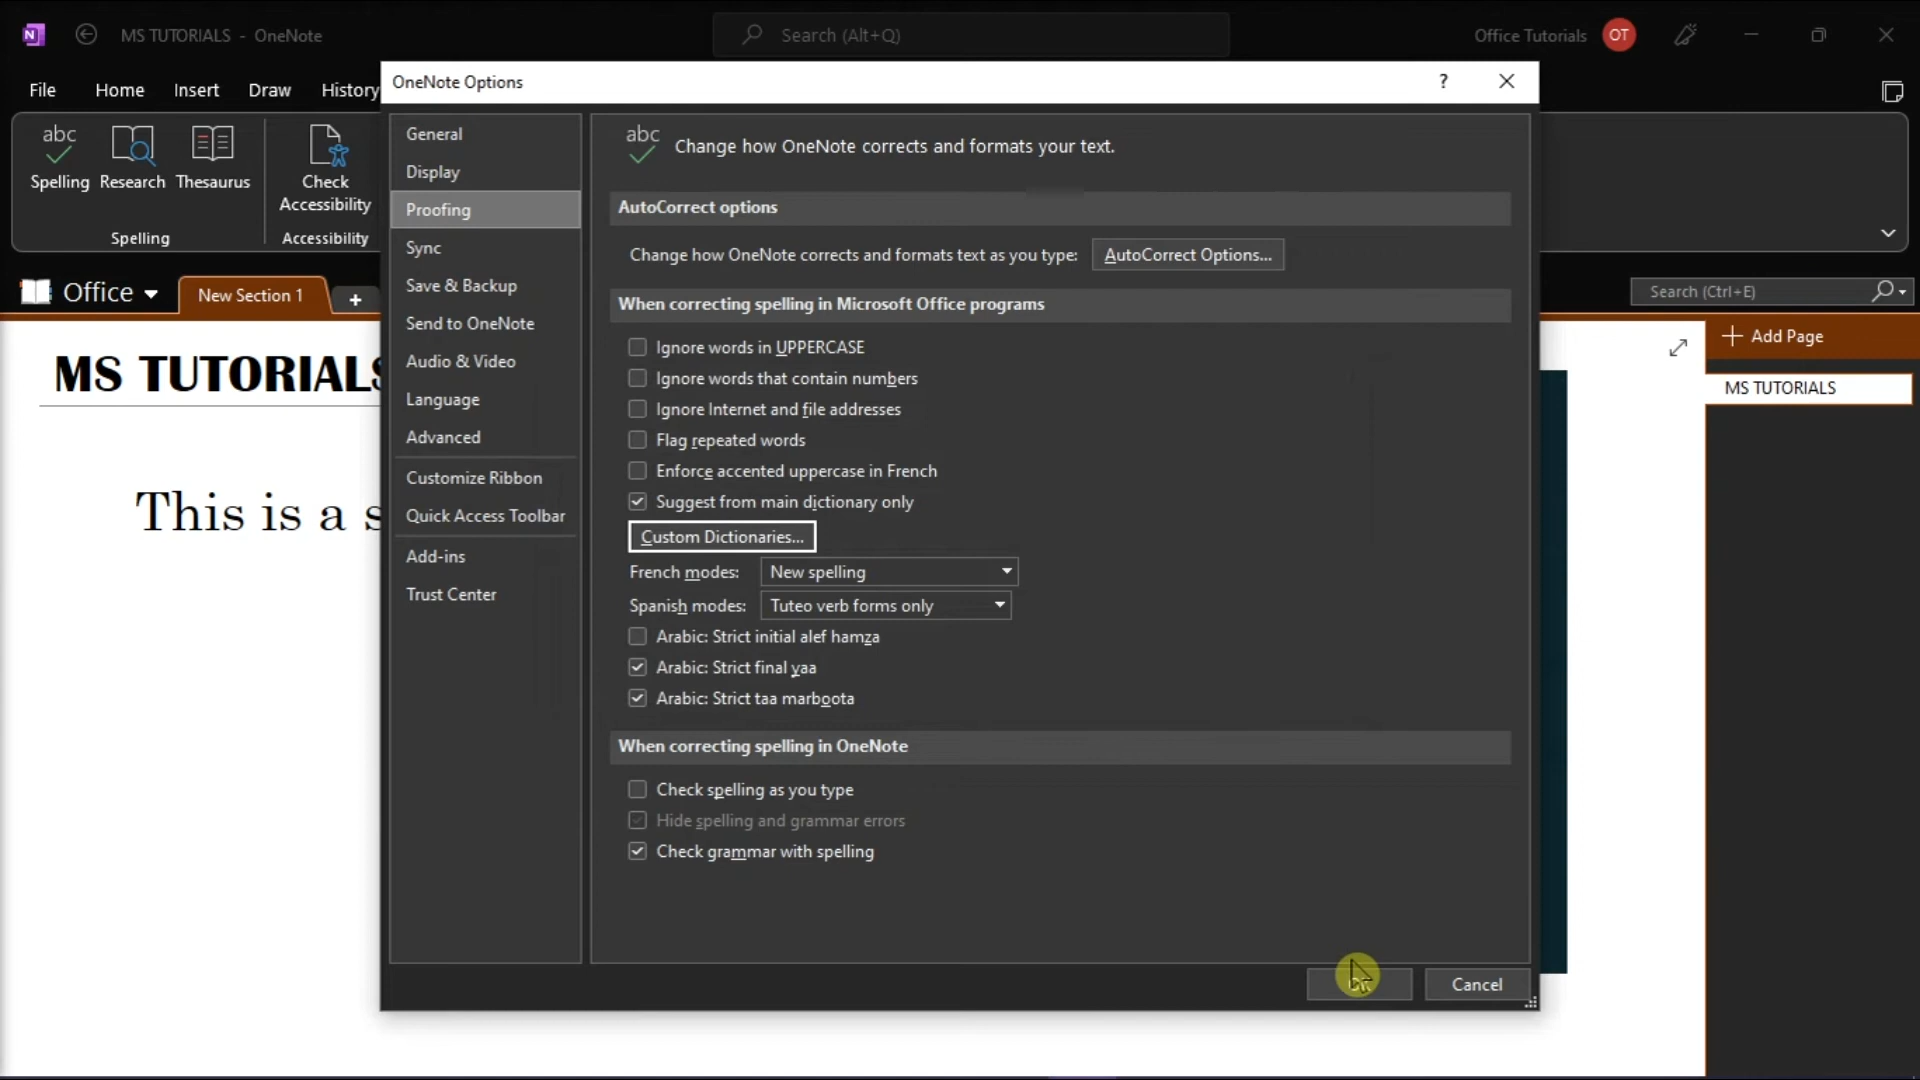 MS TUTORIALS - OneNote
Search (Alt+Q)
Office Tutorials OT
File Home Insert Draw History
OneNote Options ?
abc abc
Spelling Research Thesaurus Check Accessibility
Spelling Accessibility
Office New Section 1 +
Search (Ctrl+E)
General
Display
Proofing
Sync
Save & Backup
Send to OneNote
Audio & Video
Language
Advanced
Customize Ribbon
Quick Access Toolbar
Add-ins
Trust Center
Change how OneNote corrects and formats your text.
AutoCorrect options
Change how OneNote corrects and formats text as you type: AutoCorrect Options...
When correcting spelling in Microsoft Office programs
Ignore words in UPPERCASE
Ignore words that contain numbers
Ignore Internet and file addresses
Flag repeated words
Enforce accented uppercase in French
Suggest from main dictionary only
Custom Dictionaries...
French modes: New spelling
Spanish modes: Tuteo verb forms only
Arabic: Strict initial alef hamza
Arabic: Strict final yaa
Arabic: Strict taa marboota
When correcting spelling in OneNote
Check spelling as you type
Hide spelling and grammar errors
Check grammar with spelling
Cancel
MS TUTORIALS
This is a s
Add Page
MS TUTORIALS